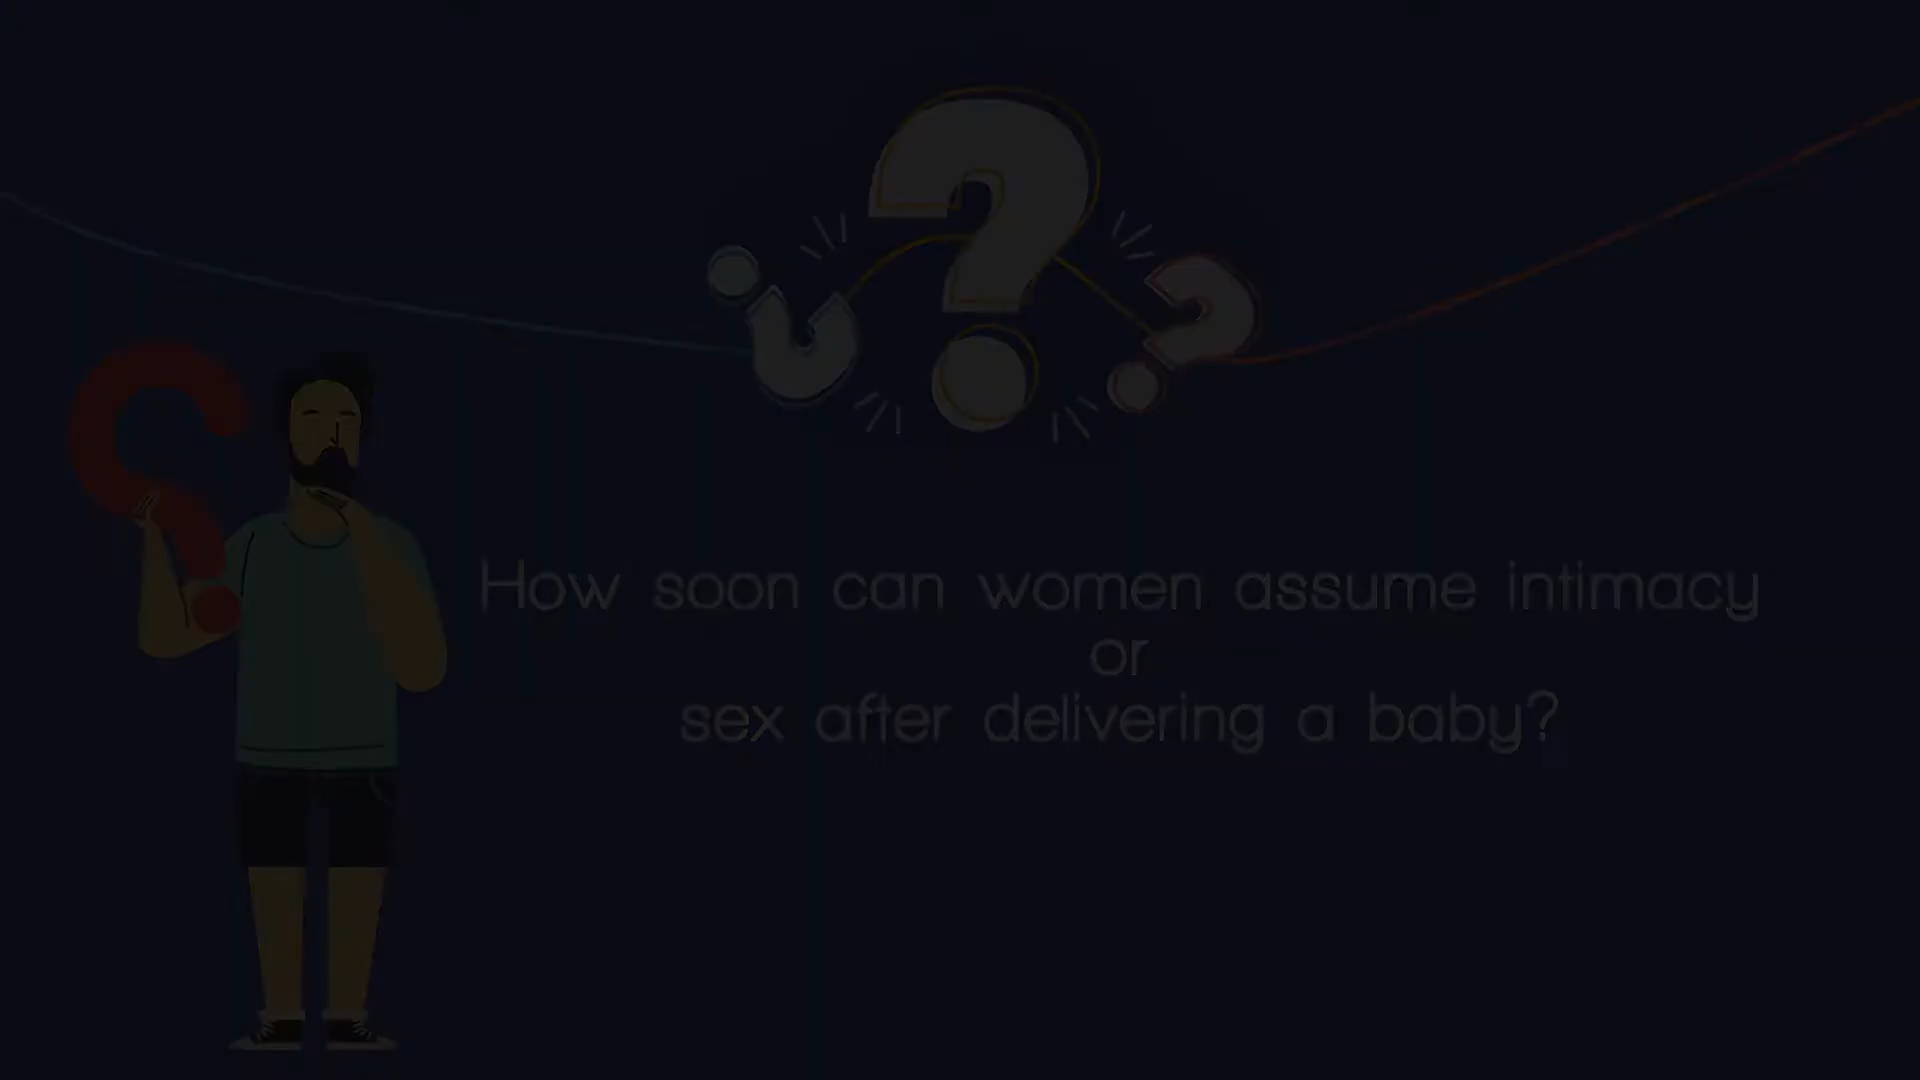 How soon can women assume intimacy
or
sex after delivering a baby?